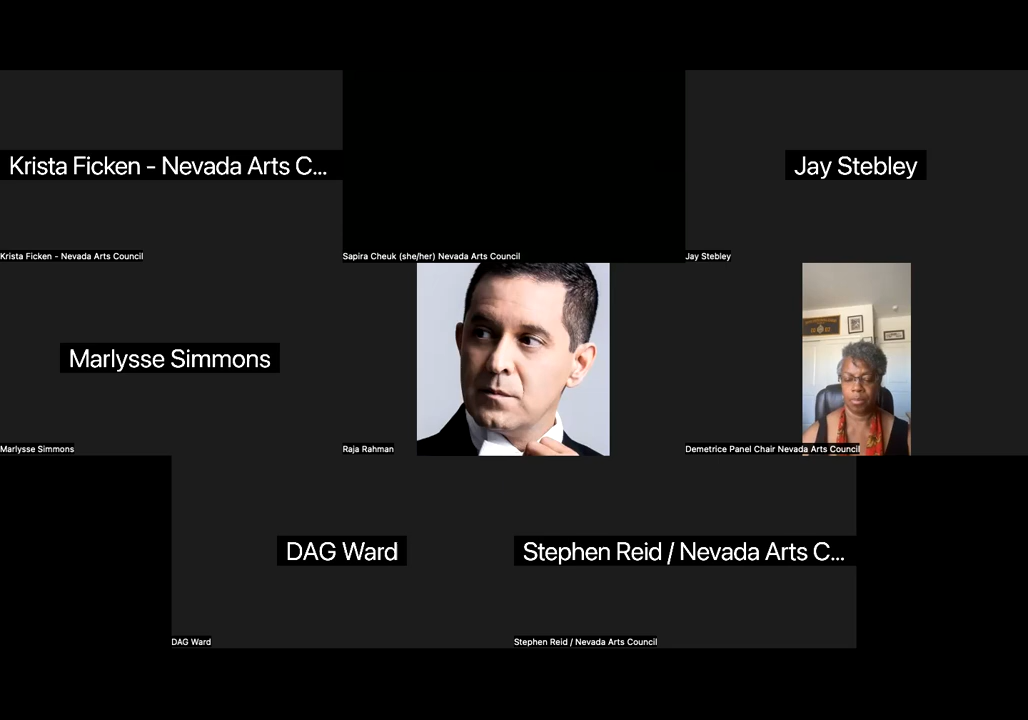 Krista Ficken - Nevada Arts C...
Jay Stebley
Krista Ficken - Nevada Arts Council
Sapira Cheuk (she/her) Nevada Arts Council
Jay Stebley
Marlysse Simmons
Marlysse Simmons
Raja Rahman
Demetrice Panel Chair Nevada Arts Council
DAG Ward
Stephen Reid / Nevada Arts C...
DAG Ward
Stephen Reid / Nevada Arts Council